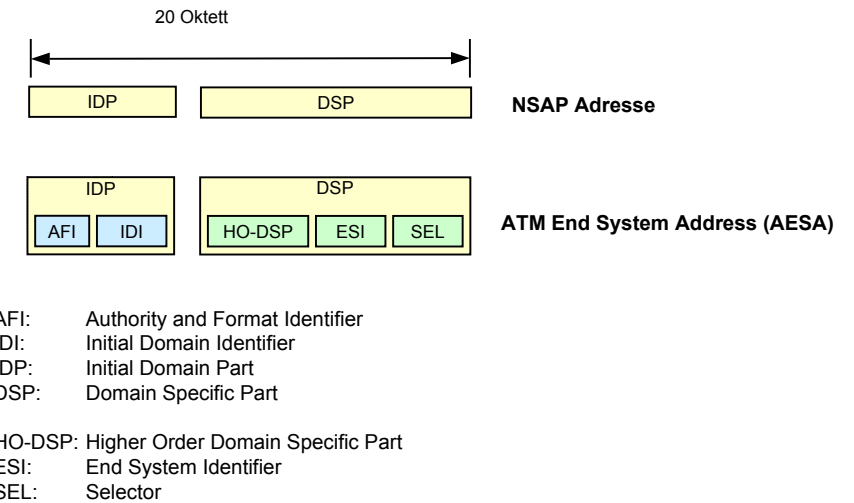 20 Oktett
IDP DSP NSAP Adresse
IDP DSP
AFI IDI HO-DSP ESI SEL ATM End System Address (AESA)
AFI: Authority and Format Identifier
IDI: Initial Domain Identifier
IDP: Initial Domain Part
DSP: Domain Specific Part
HO-DSP: Higher Order Domain Specific Part
ESI: End System Identifier
SEL: Selector